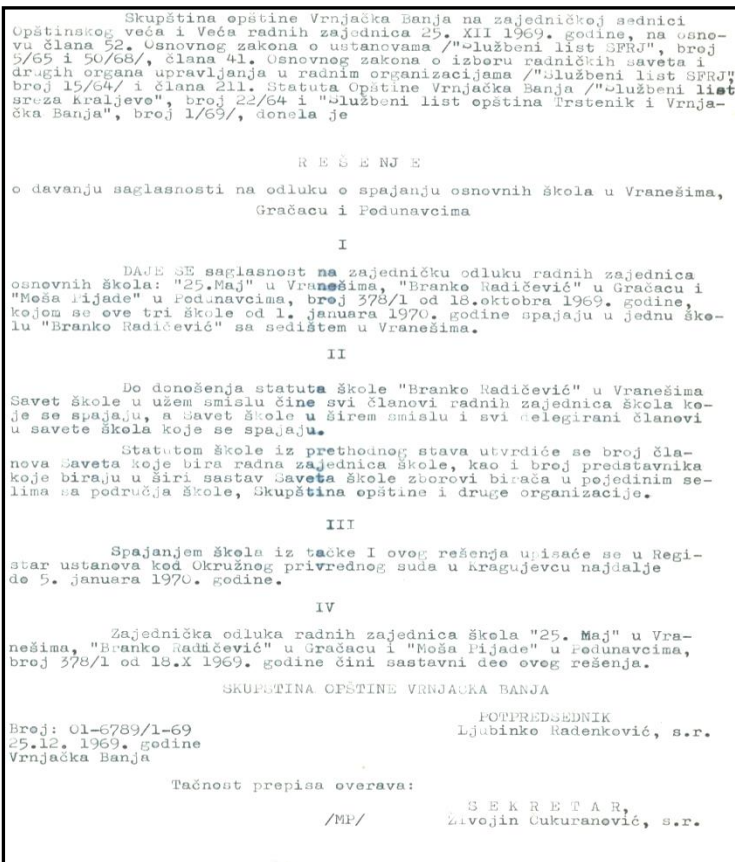 Skupština opštine Vrnjačka Banja na zajedničkoj sednici
Opštinskog veća i Veća radnih zajednica 25. XII 1969. godine, na osno-
vu člana 52. Osnovnog zakona o ustanovama /"Službeni list SFRJ", broj
5/65 i 50/68/, člana 41. Osnovnog zakona o izboru radničkih saveta i
drugih organa upravljanja u radnim organizacijama /"Službeni list SFRJ"
broj 15/64/ i člana 211. Statuta Opštine Vrnjačka Banja /"Službeni list
sreza Kraljevo", broj 22/64 i "Službeni list opština Trstenik i Vrnja-
čka Banja", broj 1/69/, donela je
R E Š E NJ E
o davanju saglasnosti na odluku o spajanju osnovnih škola u Vranešima,
Gračacu i Podunavcima
I
DAJE SE saglasnost na zajedničku odluku radnih zajednica
osnovnih škola: "25.Maj" u Vranešima, "Branko Radičević" u Gračacu i
"Moša Pijade" u Podunavcima, broj 378/1 od 18.oktobra 1969. godine,
kojom se ove tri škole od 1. januara 1970. godine spajaju u jednu ško-
lu "Branko Radičević" sa sedištem u Vranešima.
II
Do donošenja statuta škole "Branko Radičević" u Vranešima
Savet škole u užem smislu čine svi članovi radnih zajednica škola ko-
je se spajaju, a Savet škole u širem smislu i svi delegirani članovi
u savete škola koje se spajaju.
Statutom škole iz prethodnog stava utvrdiće se broj čla-
nova Saveta koje bira radna zajednica škole, kao i broj predstavnika
koje biraju u širi sastav Saveta škole zborovi birača u pojedinim se-
lima sa područja škole, Skupština opštine i druge organizacije.
III
Spajanjem škola iz tačke I ovog rešenja upisaće se u Regi-
star ustanova kod Okružnog privrednog suda u Kragujevcu najdalje
do 5. januara 1970. godine.
IV
Zajednička odluka radnih zajednica škola "25. Maj" u Vra-
nešima, "Branko Radičević" u Gračacu i "Moša Pijade" u Podunavcima,
broj 378/1 od 18.X 1969. godine čini sastavni deo ovog rešenja.
SKUPŠTINA OPŠTINE VRNJAČKA BANJA
POTPREDSEDNIK
Broj: 01-6789/1-69 Ljubinko Radenković, s.r.
25.12. 1969. godine
Vrnjačka Banja
Tačnost prepisa overava:
S E K R E T A R,
/MP/ Živojin Čukuranović, s.r.